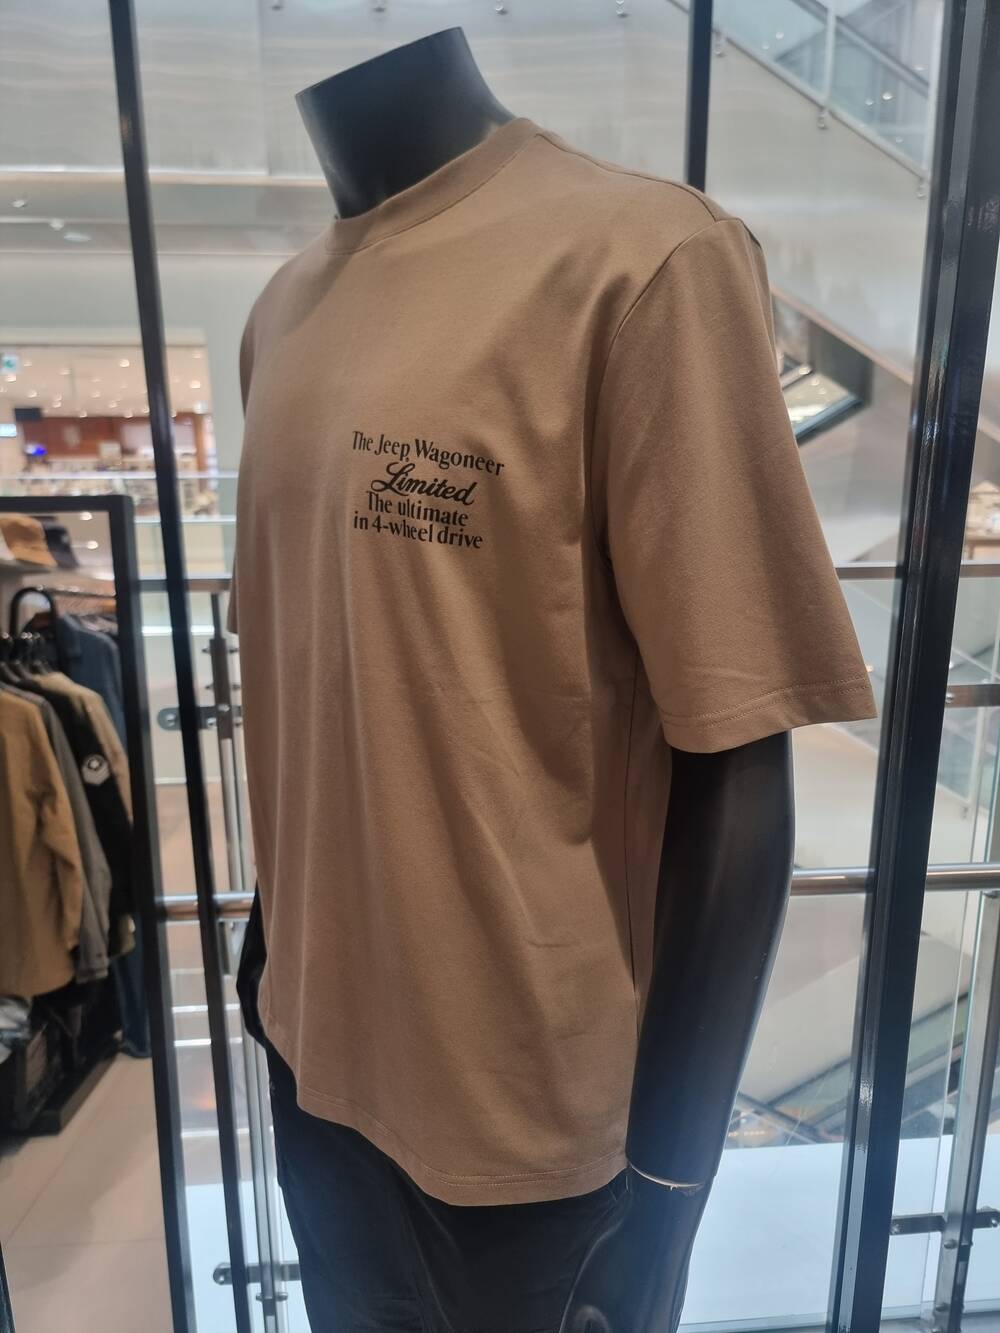 The Jeep Wagoneer
Limited
The ultimate
in 4-wheel drive